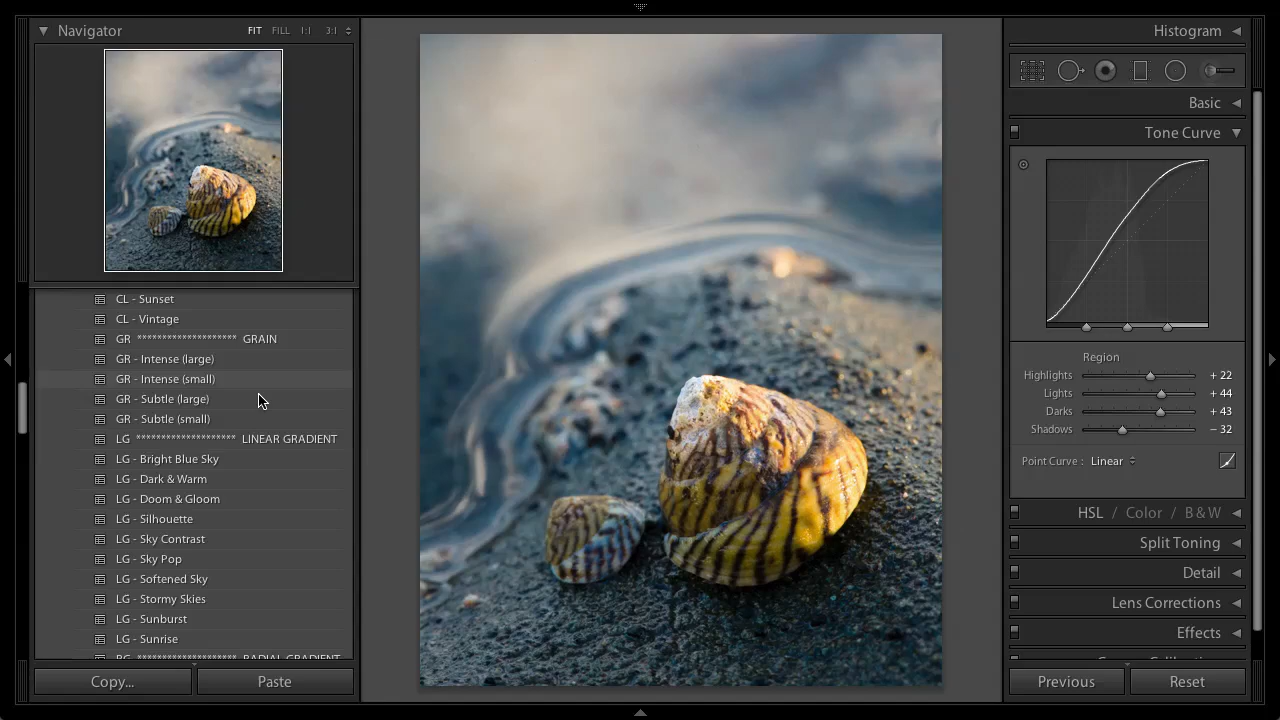 Navigator
FIT FILL 1:1 3:1
CL - Sunset
CL - Vintage
GR ******************** GRAIN
GR - Intense (large)
GR - Intense (small)
GR - Subtle (large)
GR - Subtle (small)
LG ******************** LINEAR GRADIENT
LG - Bright Blue Sky
LG - Dark & Warm
LG - Doom & Gloom
LG - Silhouette
LG - Sky Contrast
LG - Sky Pop
LG - Softened Sky
LG - Stormy Skies
LG - Sunburst
LG - Sunrise
RG ******************** RADIAL GRADIENT
Copy...
Paste
Histogram
Basic
Tone Curve
Region
Highlights + 22
Lights + 44
Darks + 43
Shadows − 32
Point Curve : Linear
HSL / Color / B & W
Split Toning
Detail
Lens Corrections
Effects
Previous
Reset